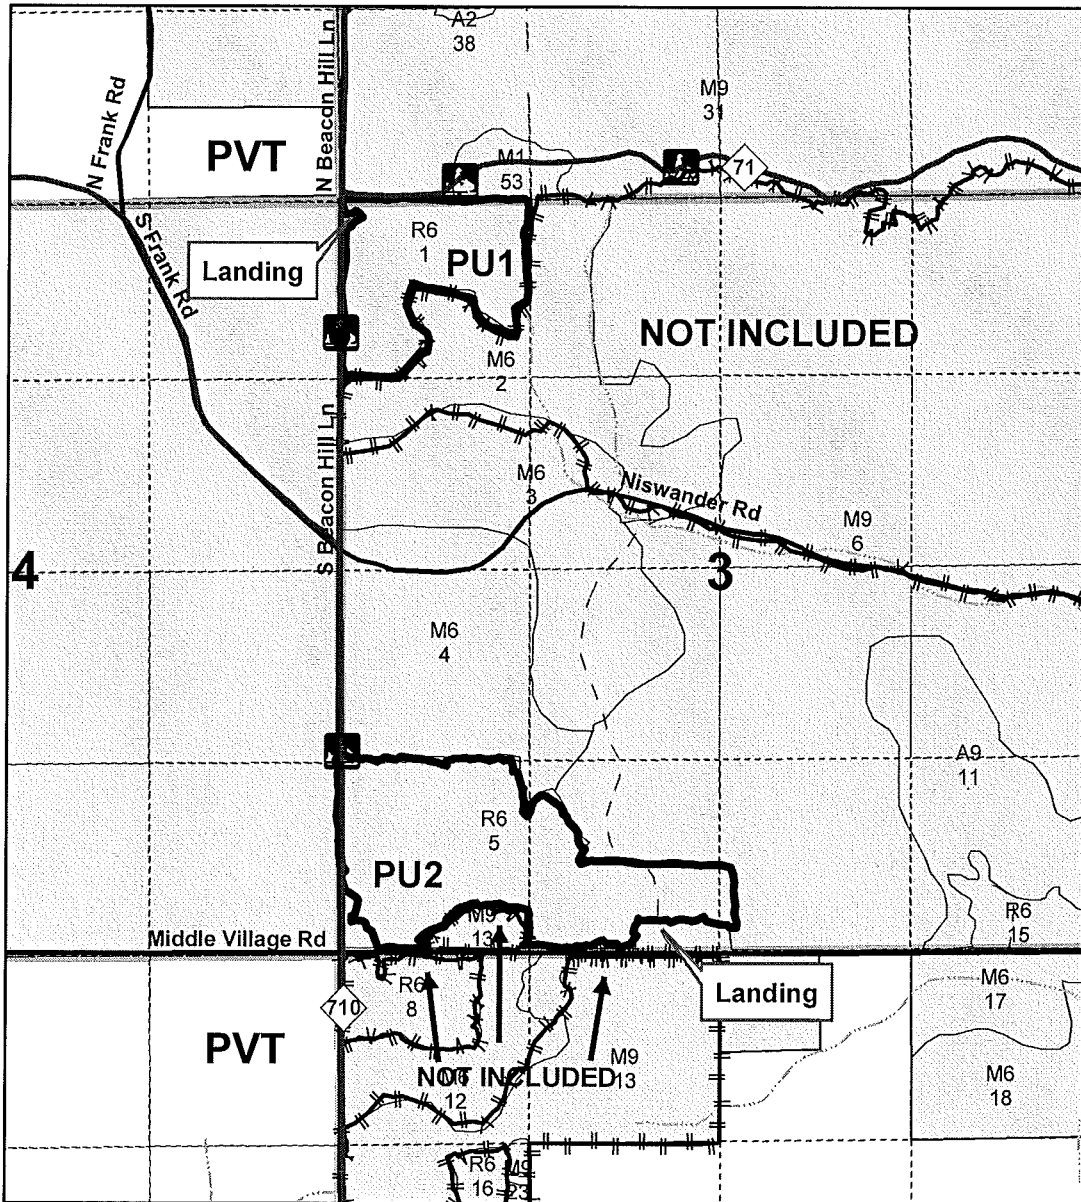 A2
38
N Beacon Hill Ln
M9
31
N Frank Rd
PVT
M1
53
71
S Frank Rd
R6
1
PU1
Landing
NOT INCLUDED
M6
2
S Beacon Hill Ln
M6
3
Niswander Rd
M9
6
4
3
M6
4
A9
11
R6
5
PU2
M9
13
R6
15
Middle Village Rd
R6
8
Landing
M6
17
710
PVT
M9
13
NOT INCLUDED
12
M6
18
R6
16
M9
23